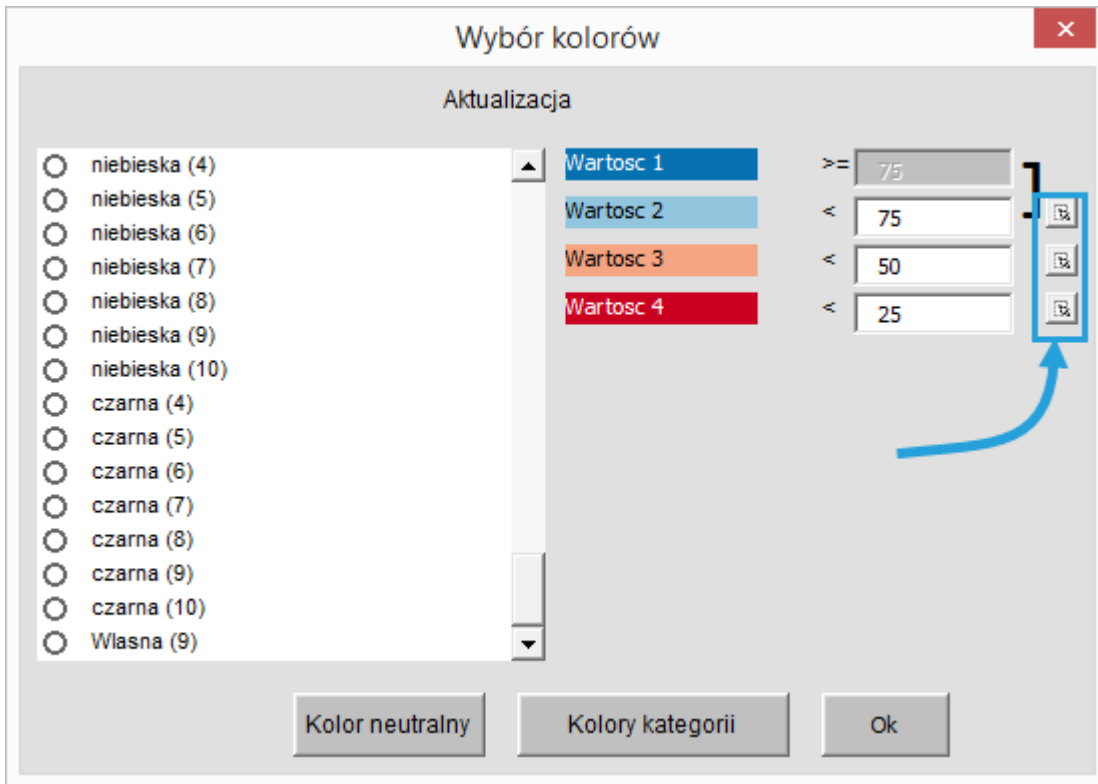 Wybór kolorów
Aktualizacja
niebieska (4)
niebieska (5)
niebieska (6)
niebieska (7)
niebieska (8)
niebieska (9)
niebieska (10)
czarna (4)
czarna (5)
czarna (6)
czarna (7)
czarna (8)
czarna (9)
czarna (10)
Wlasna (9)
Wartosc 1 >= 75
Wartosc 2 < 75
Wartosc 3 < 50
Wartosc 4 < 25
Kolor neutralny
Kolory kategorii
Ok